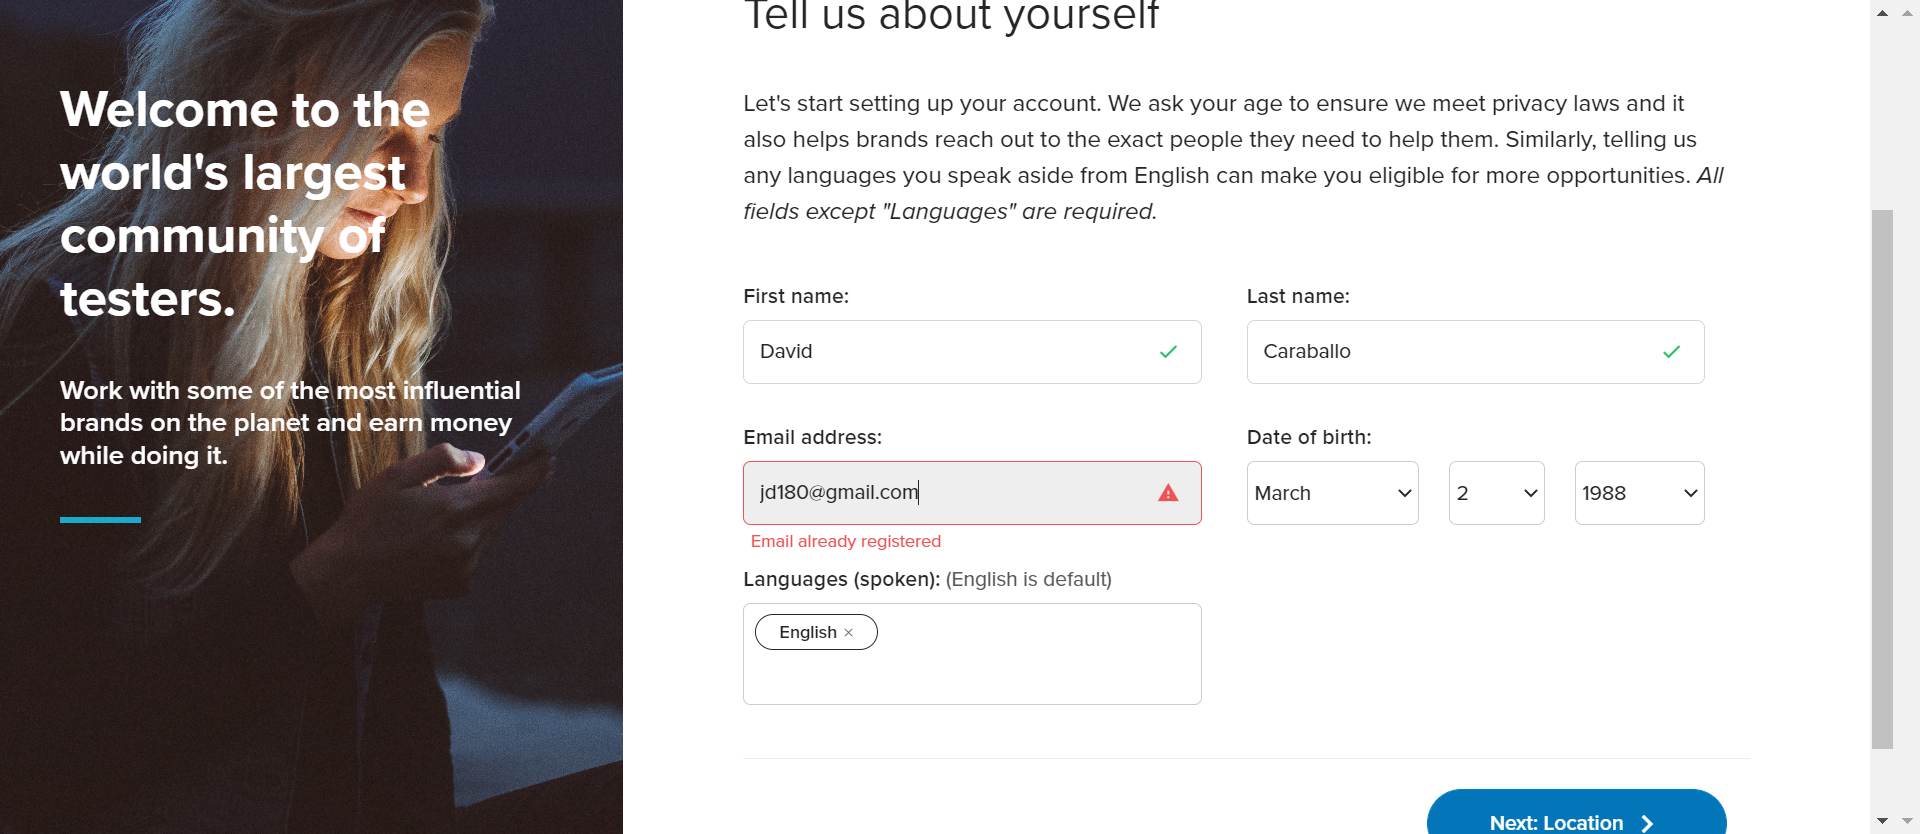 Welcome to the
world's largest
community of
testers.
Work with some of the most influential
brands on the planet and earn money
while doing it.
Tell us about yourself
Let's start setting up your account. We ask your age to ensure we meet privacy laws and it
also helps brands reach out to the exact people they need to help them. Similarly, telling us
any languages you speak aside from English can make you eligible for more opportunities. All
fields except "Languages" are required.
First name:
Last name:
David
Caraballo
Email address:
Date of birth:
jd180@gmail.com
March
2
1988
Email already registered
Languages (spoken): (English is default)
English ×
Next: Location